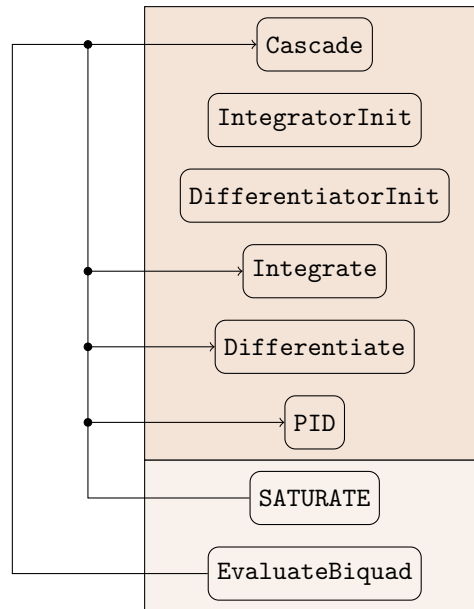 Cascade
IntegratorInit
DifferentiatorInit
Integrate
Differentiate
PID
SATURATE
EvaluateBiquad